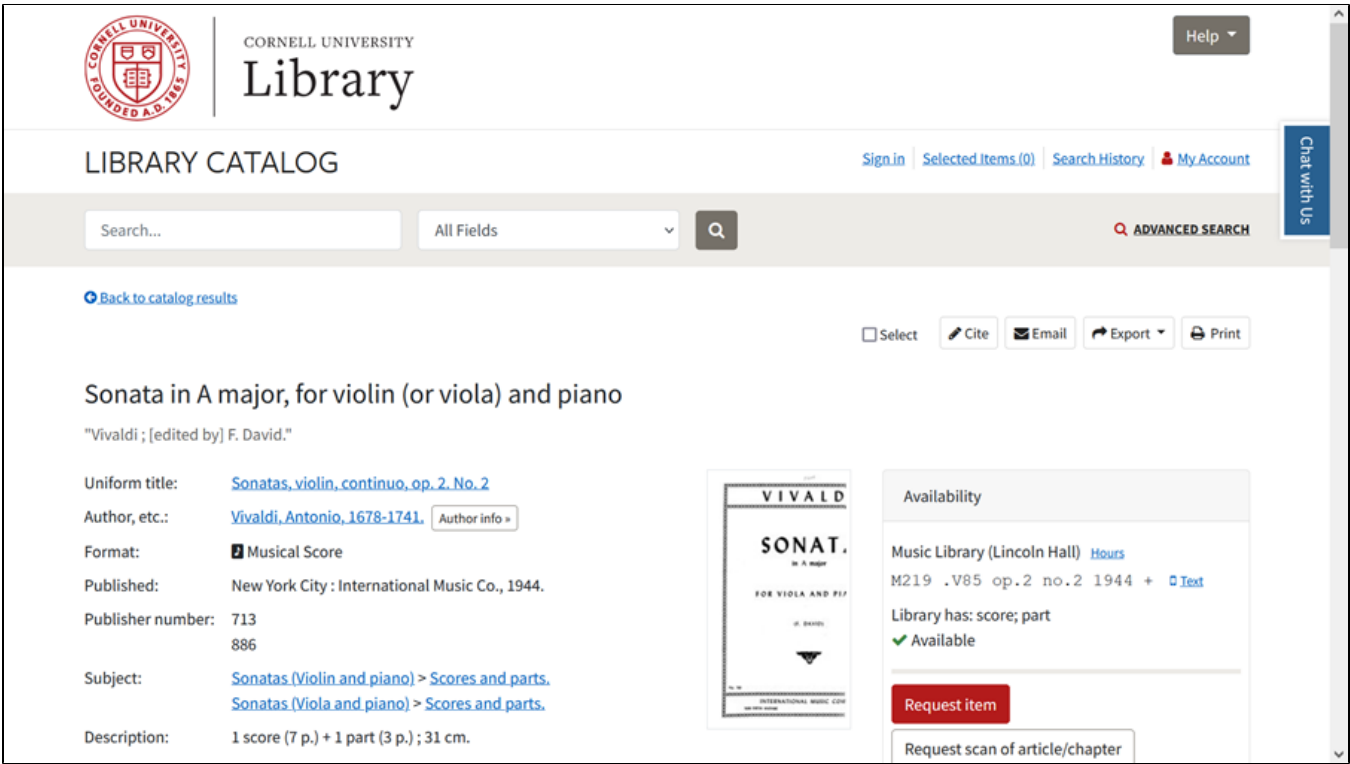 CORNELL UNIVERSITY
FOUNDED A.D. 1865
CORNELL UNIVERSITY
Library
Help
Chat with Us
LIBRARY CATALOG
Sign in
Selected Items (0)
Search History
My Account
Search...
All Fields
ADVANCED SEARCH
Back to catalog results
Select
Cite
Email
Export
Print
Sonata in A major, for violin (or viola) and piano
"Vivaldi ; [edited by] F. David."
Uniform title: Sonatas, violin, continuo, op. 2. No. 2
Author, etc.: Vivaldi, Antonio, 1678-1741. Author info »
Format: Musical Score
Published: New York City : International Music Co., 1944.
Publisher number: 713
886
Subject: Sonatas (Violin and piano) > Scores and parts.
Sonatas (Viola and piano) > Scores and parts.
Description: 1 score (7 p.) + 1 part (3 p.) ; 31 cm.
VIVALD
SONAT
in A major
FOR VIOLA AND PI
(F. DAVID)
INTERNATIONAL MUSIC
Availability
Music Library (Lincoln Hall) Hours
M219 .V85 op.2 no.2 1944 + Text
Library has: score; part
Available
Request item
Request scan of article/chapter